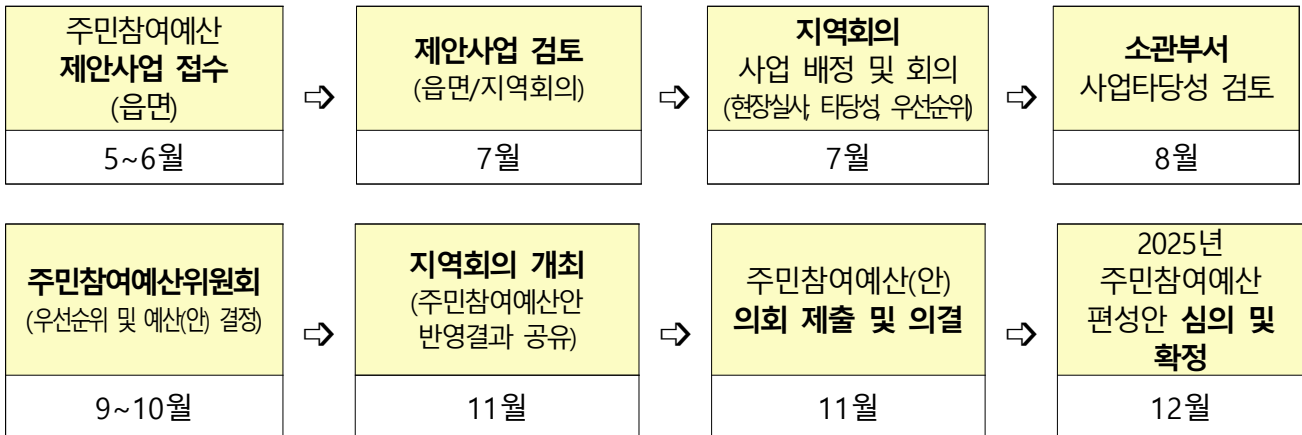 주민참여예산
제안사업 접수
(읍면)
⇨
제안사업 검토
(읍면/지역회의)
⇨
지역회의
사업 배정 및 회의
(현장실사, 타당성, 우선순위)
⇨
소관부서
사업타당성 검토
5~6월
7월
7월
8월
주민참여예산위원회
(우선순위 및 예산(안) 결정)
⇨
지역회의 개최
(주민참여예산안
반영결과 공유)
⇨
주민참여예산(안)
의회 제출 및 의결
⇨
2025년
주민참여예산
편성안 심의 및
확정
9~10월
11월
11월
12월